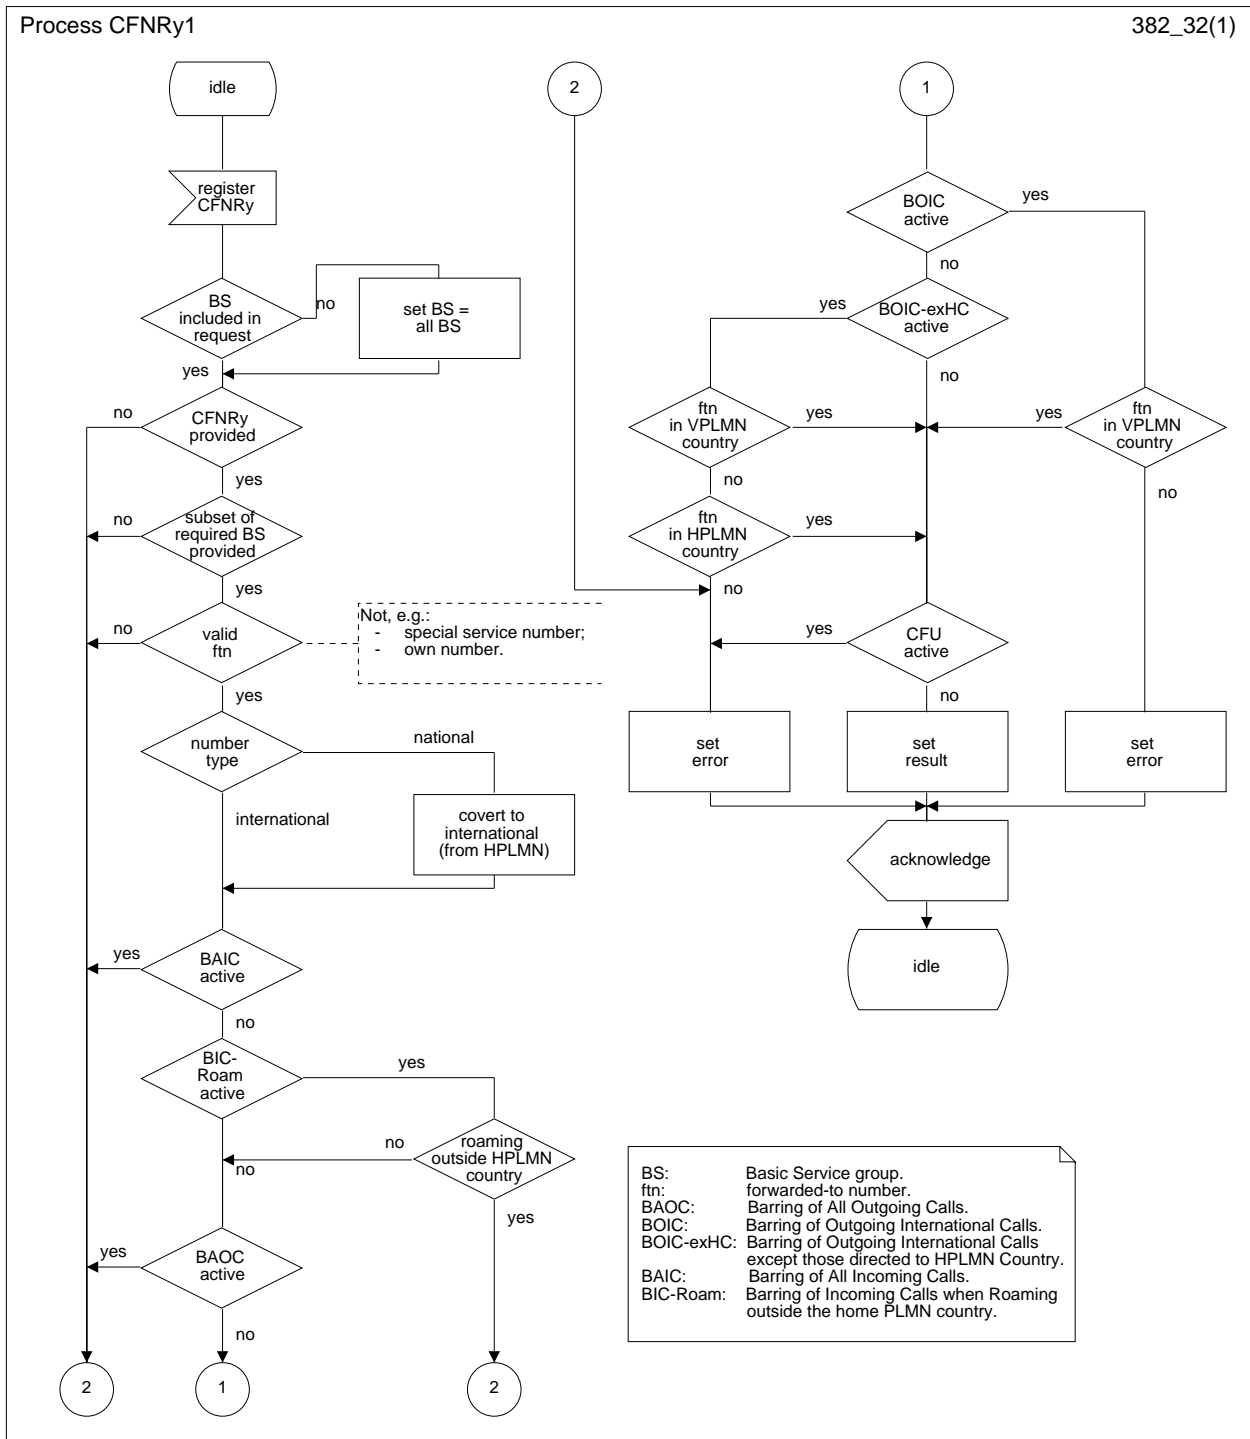 Process CFNRy1
382_32(1)
idle
register
CFNRy
BS
included in
request
no
set BS =
all BS
yes
no
CFNRy
provided
yes
no
subset of
required BS
provided
yes
no
valid
ftn
Not, e.g.:
- special service number;
- own number.
yes
number
type
national
international
covert to
international
(from HPLMN)
yes
BAIC
active
no
BIC-
Roam
active
yes
no
roaming
outside HPLMN
country
no
yes
yes
BAOC
active
no
2
1
2
2
1
BOIC
active
yes
no
yes
BOIC-exHC
active
no
ftn
in VPLMN
country
yes
yes
ftn
in VPLMN
country
no
no
ftn
in HPLMN
country
yes
no
yes
CFU
active
no
set
error
set
result
set
error
acknowledge
idle
BS: Basic Service group.
ftn: forwarded-to number.
BAOC: Barring of All Outgoing Calls.
BOIC: Barring of Outgoing International Calls.
BOIC-exHC: Barring of Outgoing International Calls
except those directed to HPLMN Country.
BAIC: Barring of All Incoming Calls.
BIC-Roam: Barring of Incoming Calls when Roaming
outside the home PLMN country.